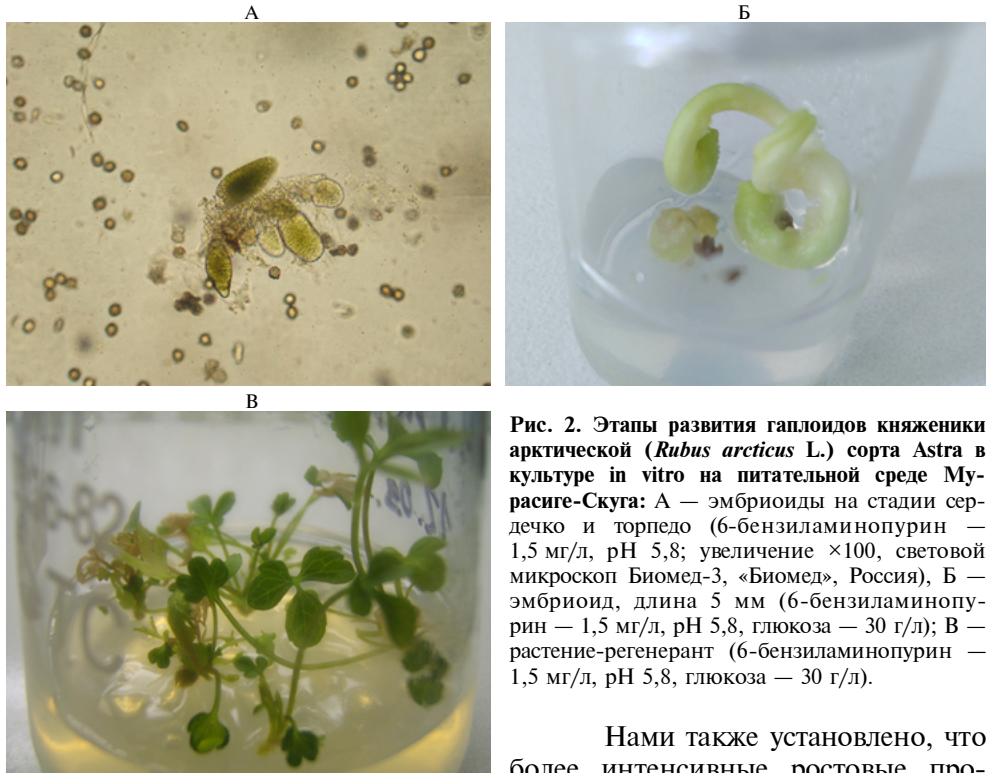 А
Б
В
Рис. 2. Этапы развития гаплоидов княженики
арктической (Rubus arcticus L.) сорта Astra в
культуре in vitro на питательной среде Му-
расиге-Скуга: А — эмбриоиды на стадии сер-
дечко и торпедо (6-бензиламинопурин —
1,5 мг/л, pH 5,8; увеличение ×100, световой
микроскоп Биомед-3, «Биомед», Россия), Б —
эмбриоид, длина 5 мм (6-бензиламинопу-
рин — 1,5 мг/л, pH 5,8, глюкоза — 30 г/л); В —
растение-регенерант (6-бензиламинопурин —
1,5 мг/л, pH 5,8, глюкоза — 30 г/л).
Нами также установлено, что
более интенсивные ростовые про-